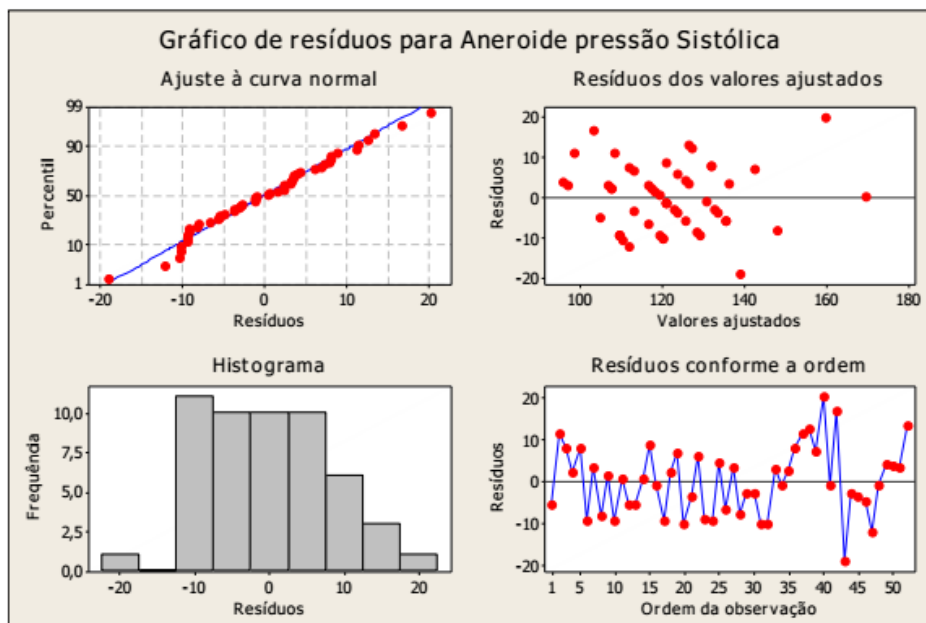 Gráfico de resíduos para Aneroide pressão Sistólica
Ajuste à curva normal
99
90
50
10
1
Percentil
-20 -10 0 10 20
Resíduos
Resíduos dos valores ajustados
20
10
0
-10
-20
Resíduos
100 120 140 160 180
Valores ajustados
Histograma
10,0
7,5
5,0
2,5
0,0
Frequênda
-20 -10 0 10 20
Resíduos
Resíduos conforme a ordem
20
10
0
-10
-20
Resíduos
1 5 10 15 20 25 30 35 40 45 50
Ordem da observação